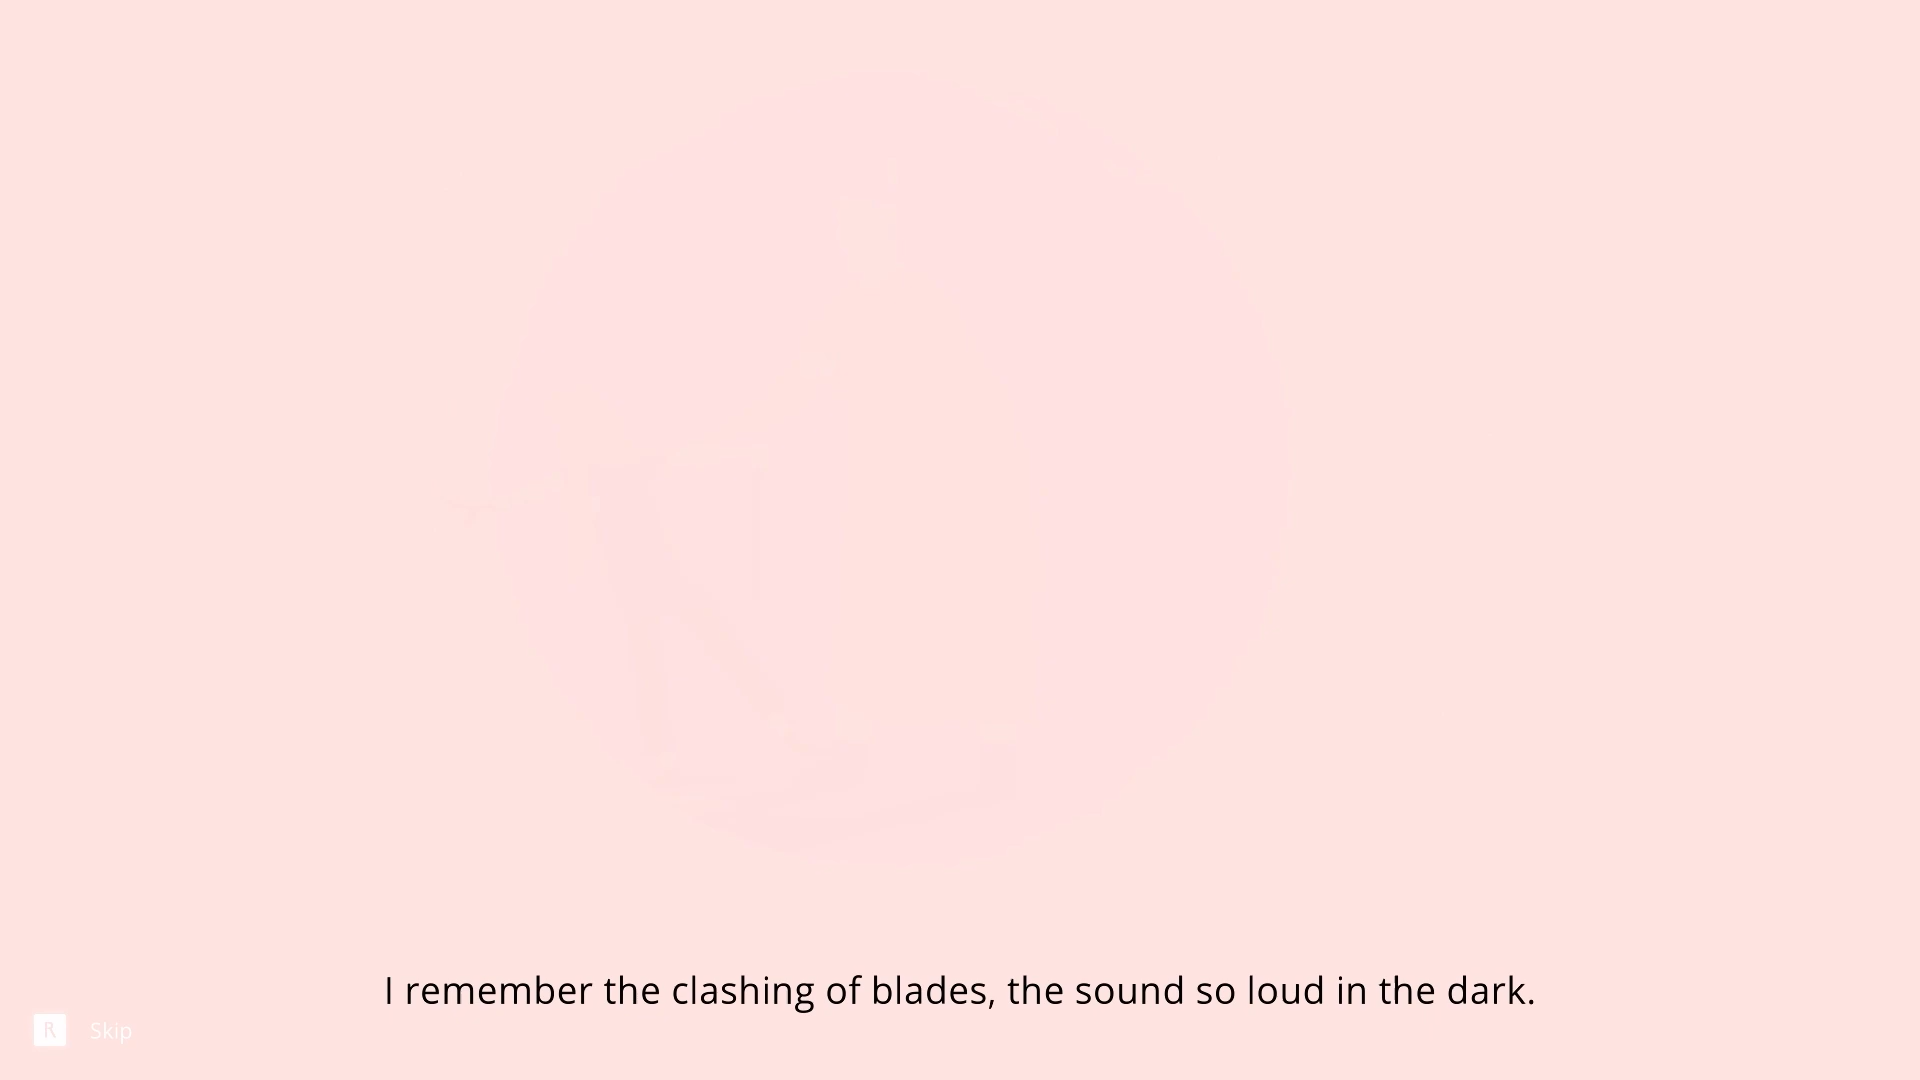 I remember the clashing of blades, the sound so loud in the dark.
R Skip